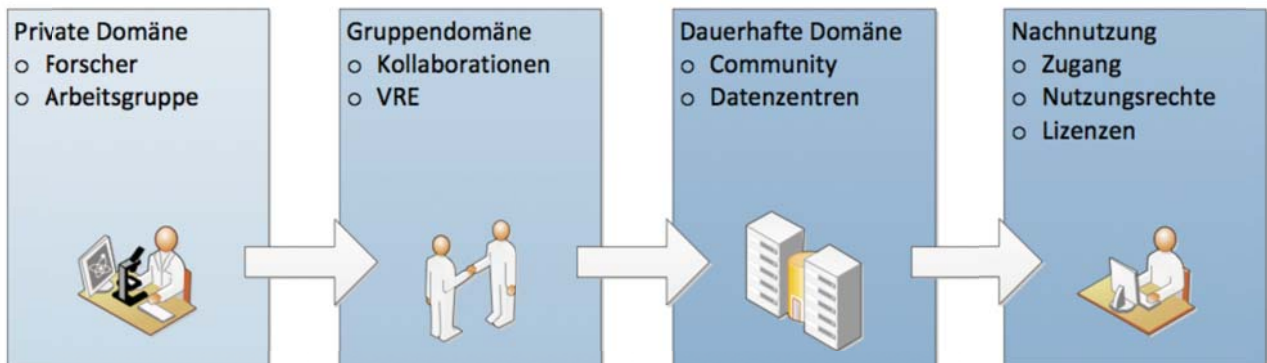 Private Domäne
○ Forscher
○ Arbeitsgruppe
Gruppendomäne
○ Kollaborationen
○ VRE
Dauerhafte Domäne
○ Community
○ Datenzentren
Nachnutzung
○ Zugang
○ Nutzungsrechte
○ Lizenzen